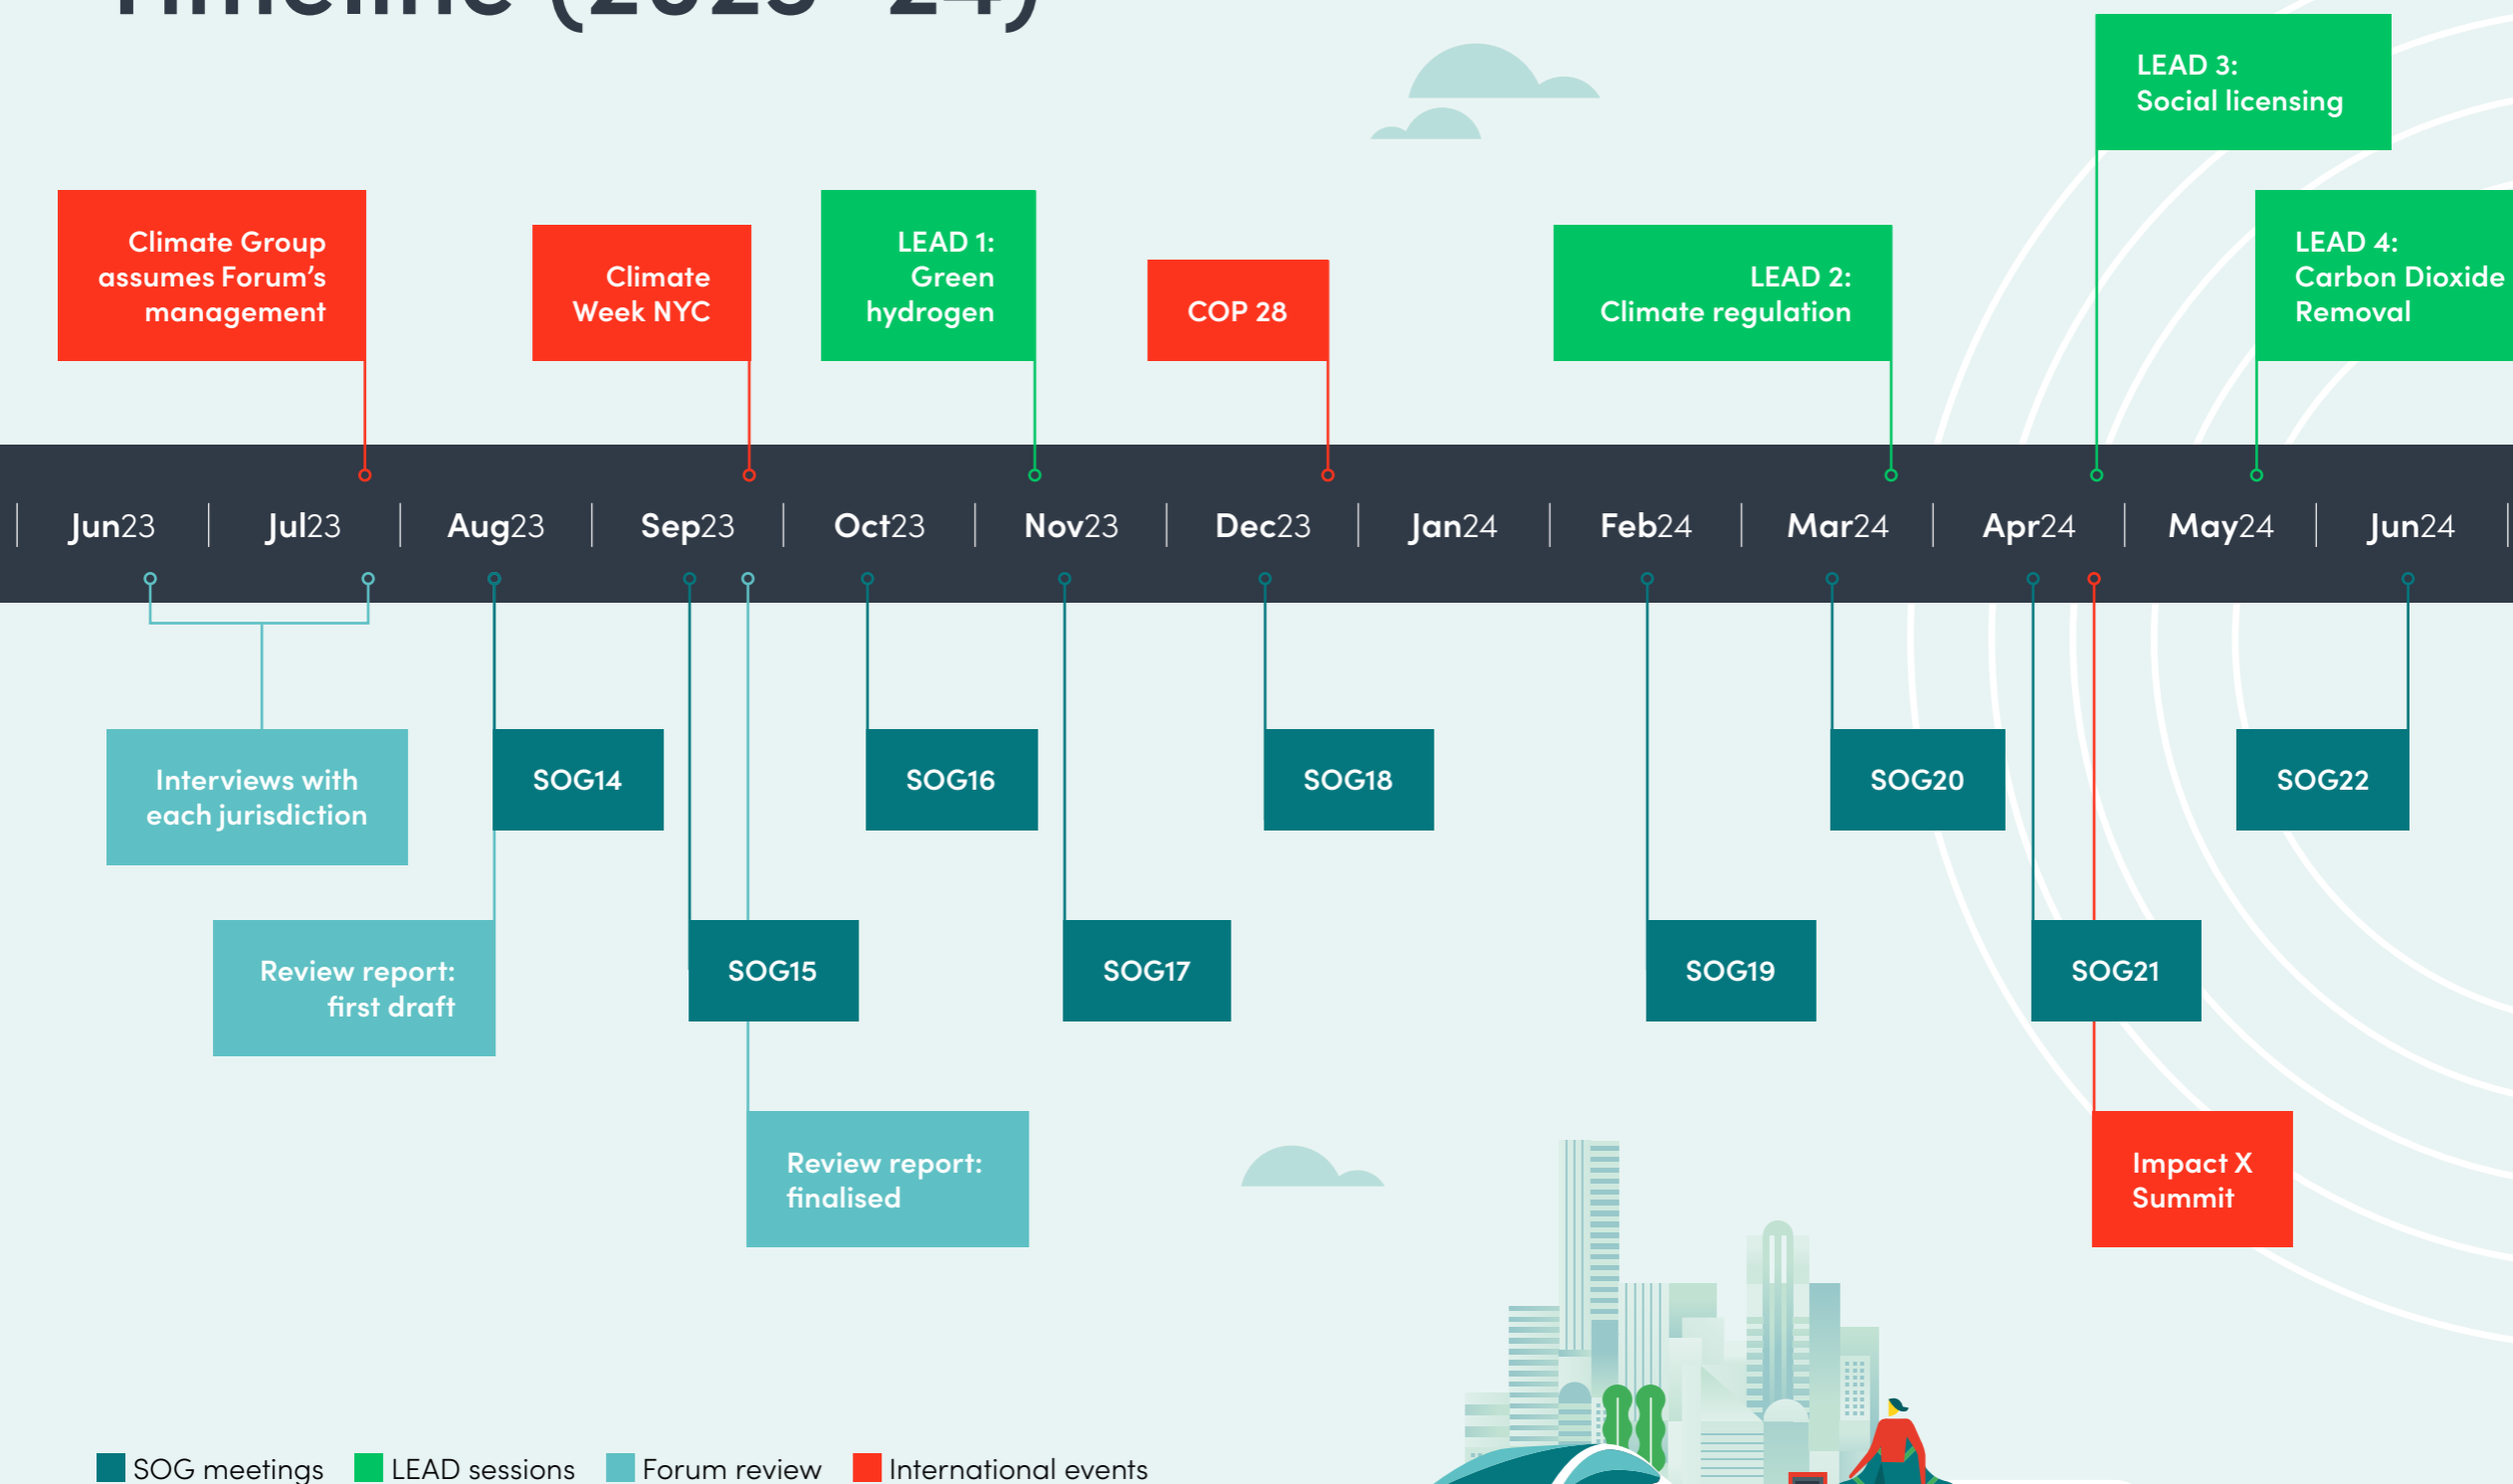 Timeline (2023–24)
LEAD 3:
Social licensing
Climate Group
assumes Forum's
management
Climate
Week NYC
LEAD 1:
Green
hydrogen
COP 28
LEAD 2:
Climate regulation
LEAD 4:
Carbon Dioxide
Removal
Jun23
Jul23
Aug23
Sep23
Oct23
Nov23
Dec23
Jan24
Feb24
Mar24
Apr24
May24
Jun24
Interviews with
each jurisdiction
SOG14
SOG16
SOG18
SOG20
SOG22
Review report:
first draft
SOG15
SOG17
SOG19
SOG21
Review report:
finalised
Impact X
Summit
SOG meetings
LEAD sessions
Forum review
International events